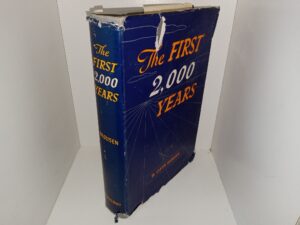 The
FIRST
2,000
YEARS
The FIRST
2,000
YEARS